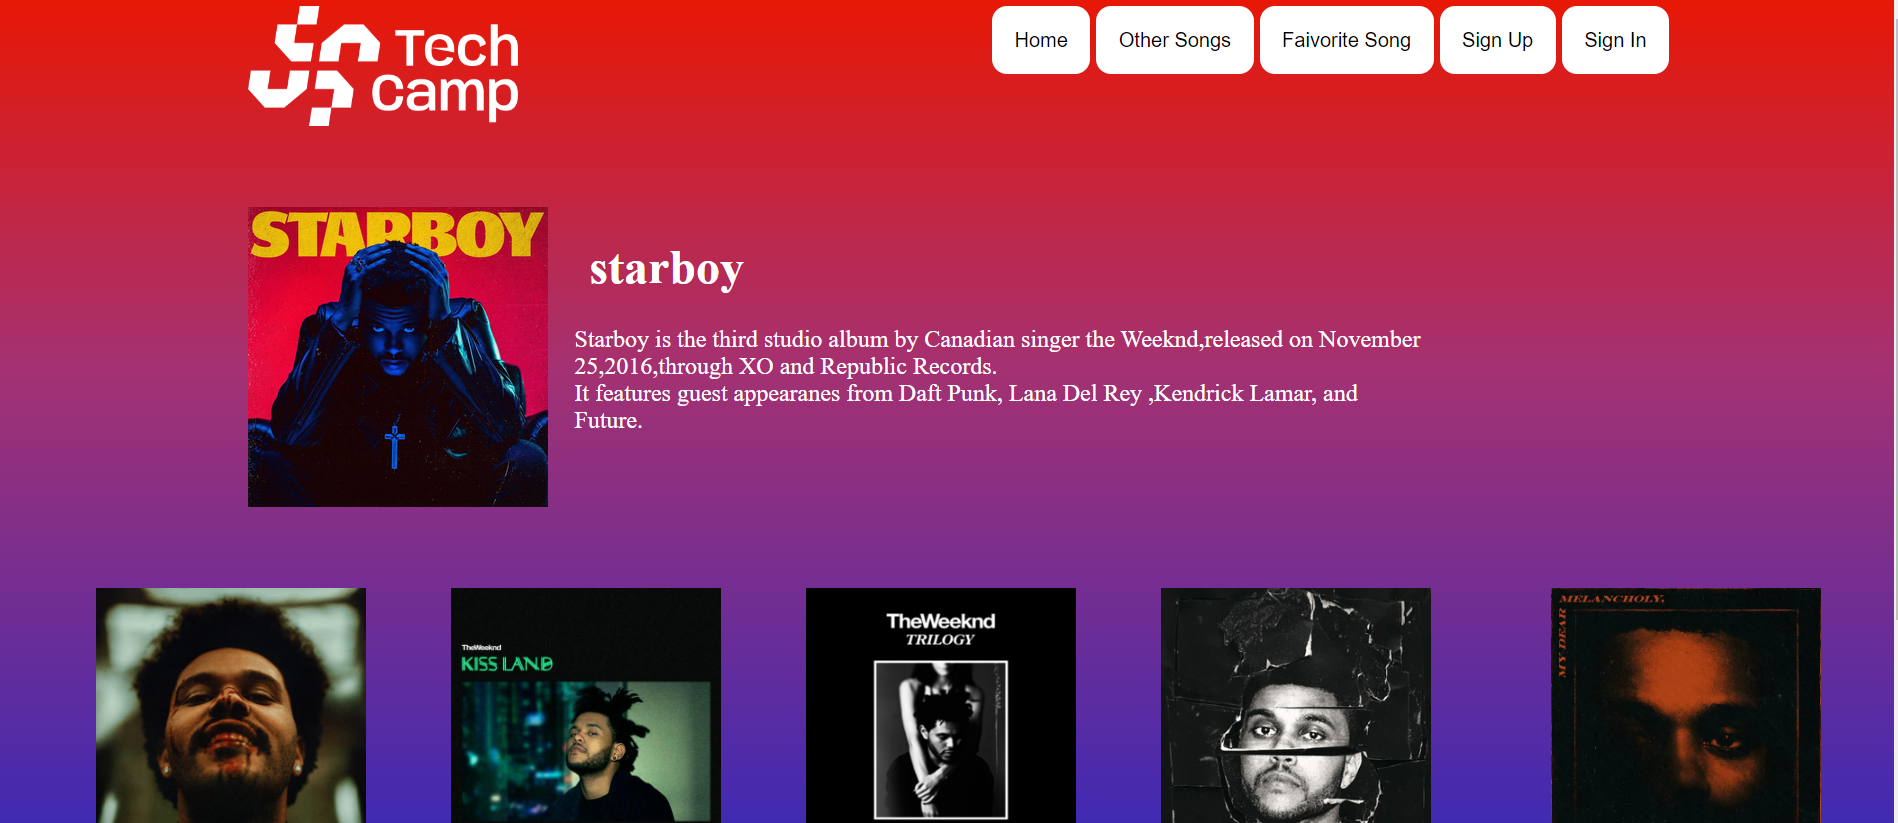 Tech
Camp
Home
Other Songs
Faivorite Song
Sign Up
Sign In
STARBOY
starboy
Starboy is the third studio album by Canadian singer the Weeknd,released on November
25,2016,through XO and Republic Records.
It features guest appearanes from Daft Punk, Lana Del Rey ,Kendrick Lamar, and
Future.
TheWeeknd
KISS LAND
TheWeeknd
TRILOGY
MELANCHOLY,
MY DEAR